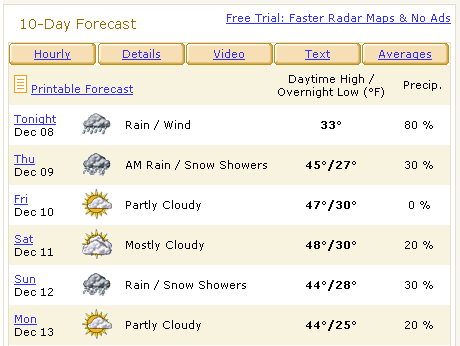 10-Day Forecast
Free Trial: Faster Radar Maps & No Ads
Hourly Details Video Text Averages
Printable Forecast
Daytime High /
Overnight Low (°F)
Precip.
Tonight
Dec 08
Rain / Wind
33°
80 %
Thu
Dec 09
AM Rain / Snow Showers
45°/27°
30 %
Fri
Dec 10
Partly Cloudy
47°/30°
0 %
Sat
Dec 11
Mostly Cloudy
48°/30°
20 %
Sun
Dec 12
Rain / Snow Showers
44°/28°
30 %
Mon
Dec 13
Partly Cloudy
44°/25°
20 %